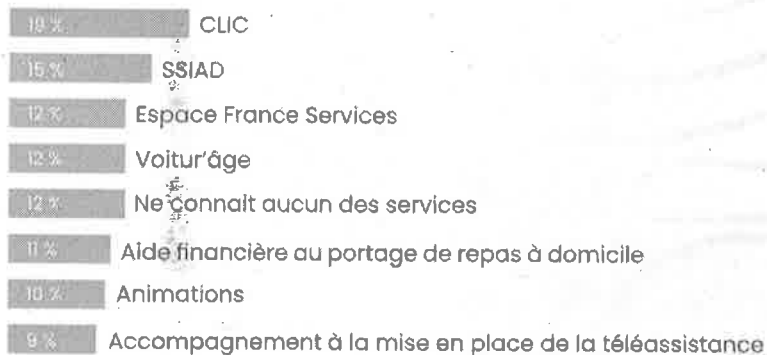 19 % CLIC
15 % SSIAD
12 % Espace France Services
12 % Voitur'âge
12 % Ne connait aucun des services
11 % Aide financière au portage de repas à domicile
10 % Animations
9 % Accompagnement à la mise en place de la téléassistance